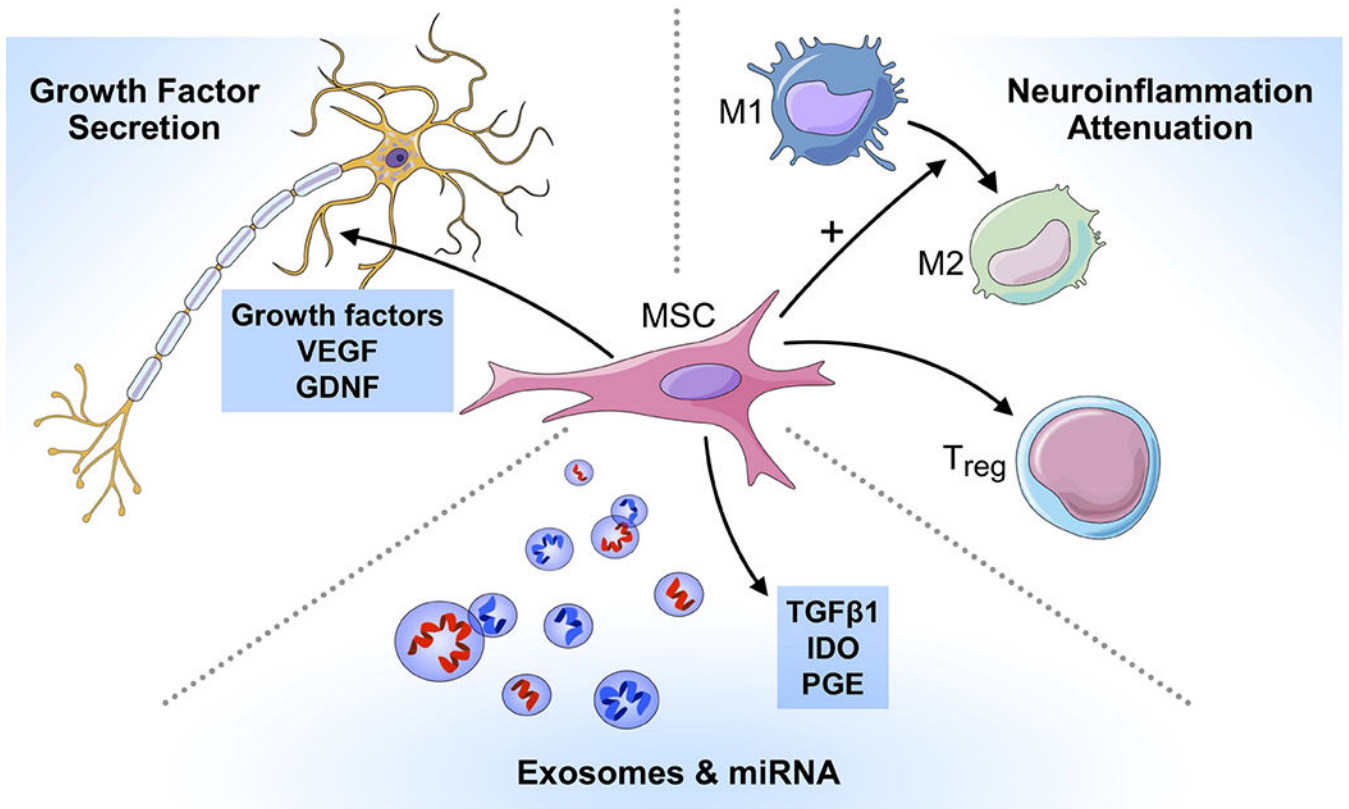 Growth Factor
Secretion
M1
Neuroinflammation
Attenuation
+
M2
Growth factors
VEGF
GDNF
MSC
Treg
TGFβ1
IDO
PGE
Exosomes & miRNA